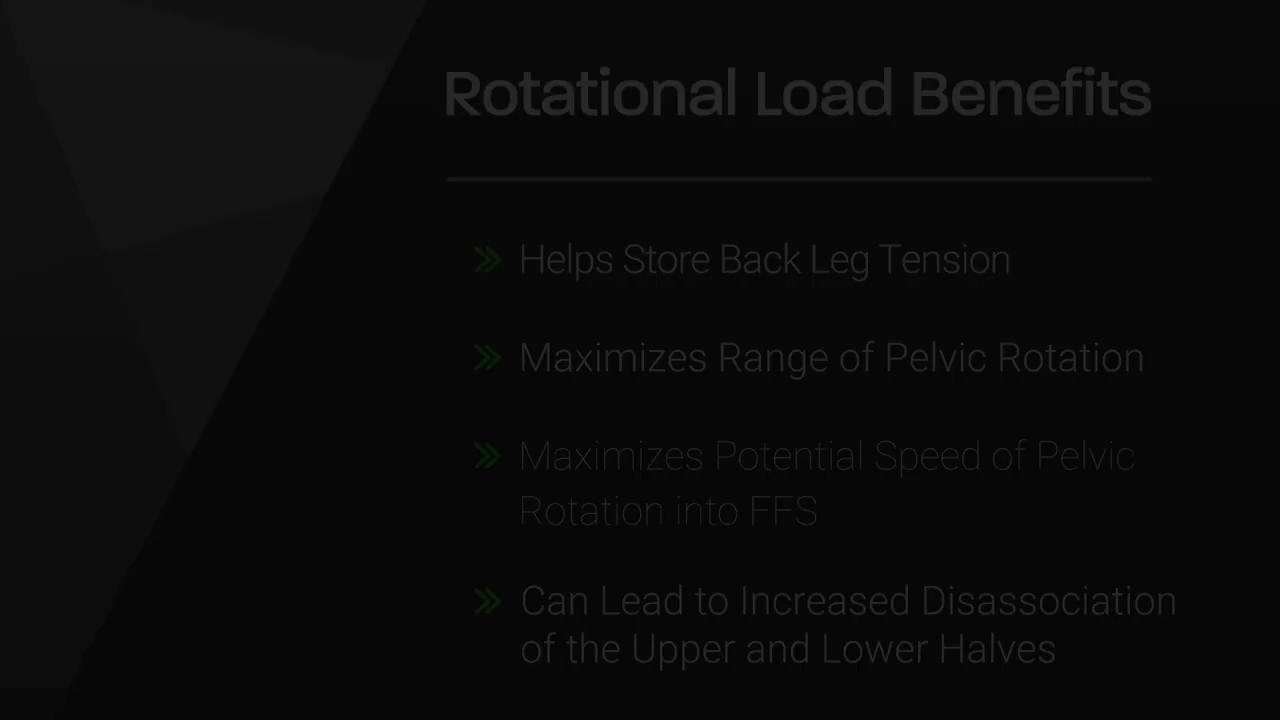 Rotational Load Benefits
Helps Store Back Leg Tension
Maximizes Range of Pelvic Rotation
Maximizes Potential Speed of Pelvic
Rotation into FFS
Can Lead to Increased Disassociation
of the Upper and Lower Halves